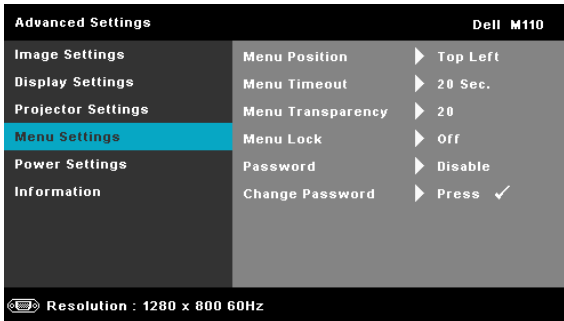 Advanced Settings Dell M110
Image Settings
Display Settings
Projector Settings
Menu Settings
Power Settings
Information
Menu Position Top Left
Menu Timeout 20 Sec.
Menu Transparency 20
Menu Lock Off
Password Disable
Change Password Press ✓
Resolution : 1280 x 800 60Hz